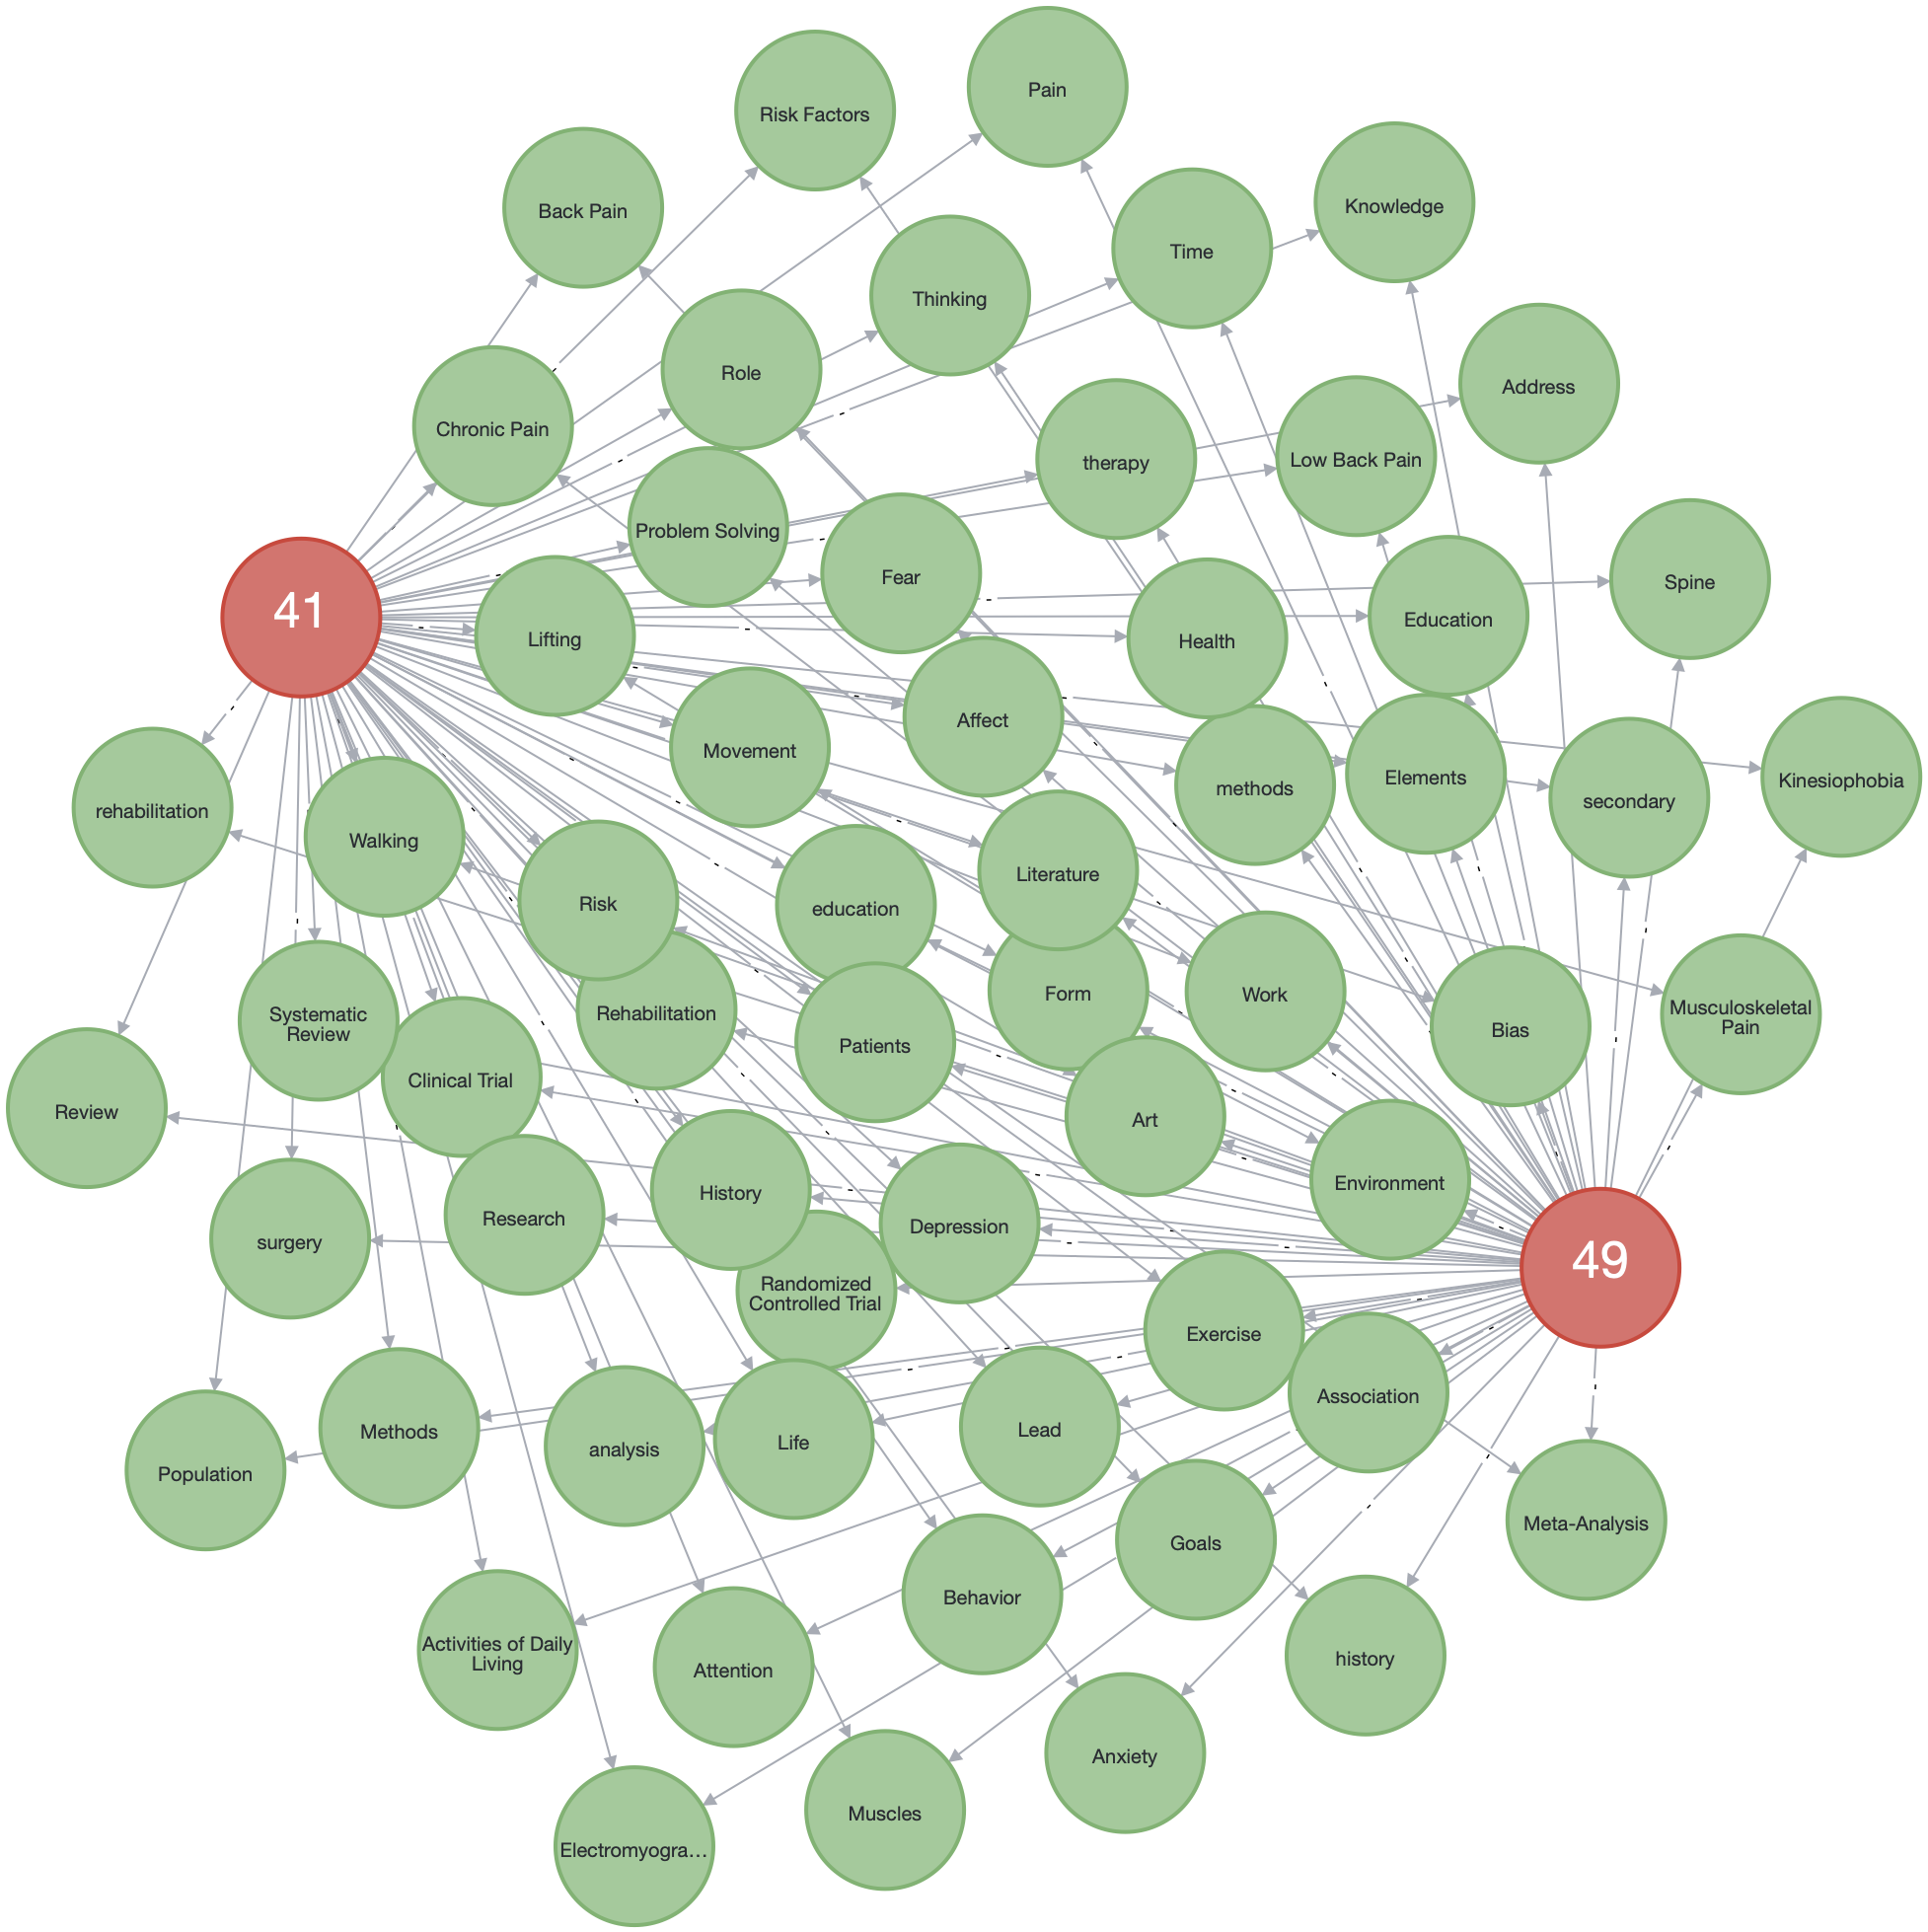 Pain
Risk Factors
Knowledge
Back Pain
Time
Thinking
Role
Address
Chronic Pain
therapy
Low Back Pain
Problem Solving
Fear
Spine
41
Lifting
Health
Education
Affect
Movement
Elements
Kinesiophobia
methods
secondary
rehabilitation
Walking
Literature
Risk
education
Form
Work
Musculoskeletal
Pain
Rehabilitation
Systematic
Review
Bias
Patients
Clinical Trial
Review
Art
Environment
History
Research
Depression
surgery
49
Randomized
Controlled Trial
Exercise
Association
Methods
Lead
Life
analysis
Population
Meta-Analysis
Goals
Behavior
Activities of Daily
Living
history
Attention
Anxiety
Muscles
Electromyogra...